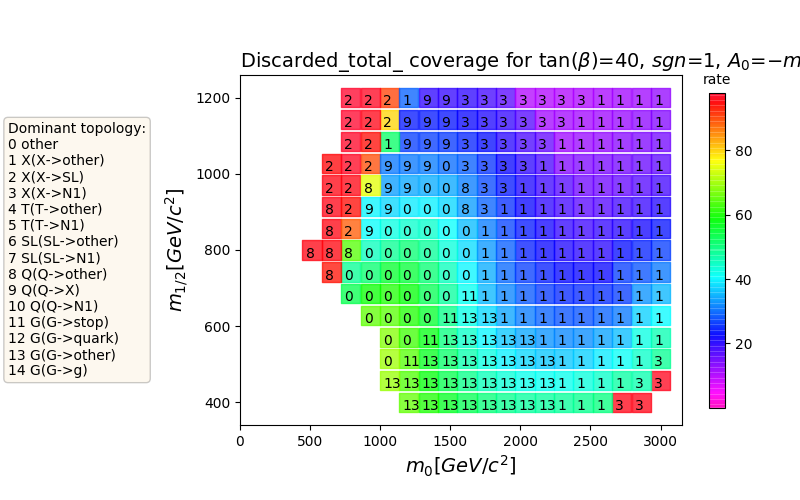 Discarded_total_ coverage for tan(β)=40, sgn=1, A₀=−m
rate
Dominant topology:
0 other
1 X(X->other)
2 X(X->SL)
3 X(X->N1)
4 T(T->other)
5 T(T->N1)
6 SL(SL->other)
7 SL(SL->N1)
8 Q(Q->other)
9 Q(Q->X)
10 Q(Q->N1)
11 G(G->stop)
12 G(G->quark)
13 G(G->other)
14 G(G->g)
m₁/₂[GeV/c²]
1200
1000
800
600
400
2 2 2 1 9 9 3 3 3 3 3 3 3 1 1 1 1
2 2 2 9 9 9 3 3 3 3 3 3 1 1 1 1 1
2 2 1 9 9 9 3 3 3 3 3 1 1 1 1 1 1
2 2 2 9 9 9 0 3 3 3 3 1 1 1 1 1 1 1
2 2 8 9 9 0 0 8 3 3 1 1 1 1 1 1 1 1
8 2 9 9 0 0 0 8 3 1 1 1 1 1 1 1 1 1
8 2 9 0 0 0 0 0 1 1 1 1 1 1 1 1 1 1
8 8 8 0 0 0 0 0 0 1 1 1 1 1 1 1 1 1 1
8 0 0 0 0 0 0 0 1 1 1 1 1 1 1 1 1 1
0 0 0 0 0 0 11 1 1 1 1 1 1 1 1 1 1
0 0 0 0 11 13 13 1 1 1 1 1 1 1 1 1
0 0 11 13 13 13 13 13 1 1 1 1 1 1 1
0 11 13 13 13 13 13 13 13 1 1 1 1 1 3
13 13 13 13 13 13 13 13 13 1 1 1 1 3 3
13 13 13 13 13 13 13 13 1 1 1 3 3
0 500 1000 1500 2000 2500 3000
m₀[GeV/c²]
80
60
40
20